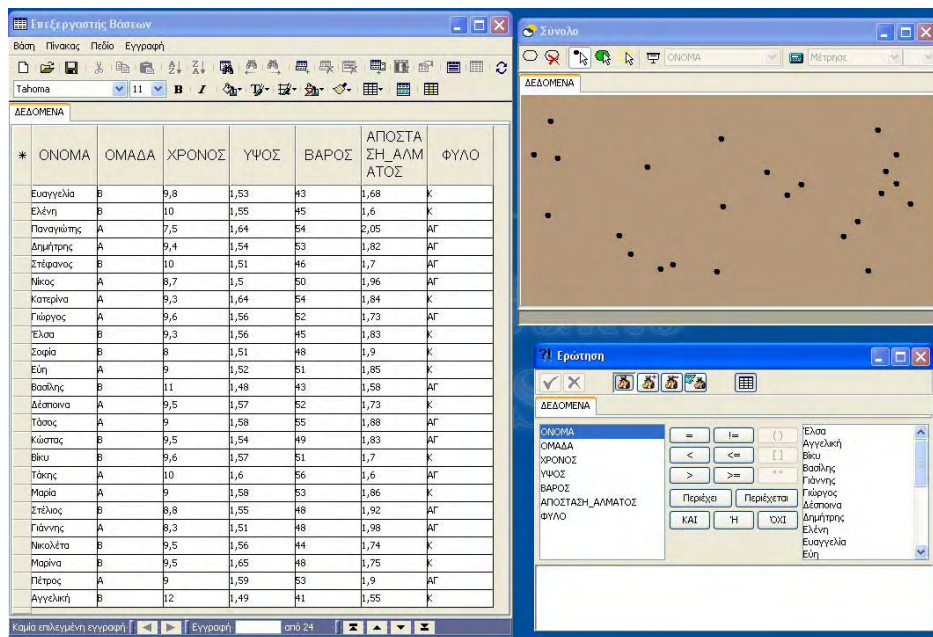 Επεξεργαστής Βάσεων
Βάση Πίνακας Πεδίο Εγγραφή
Tahoma 11 B I
ΔΕΔΟΜΕΝΑ
* ΟΝΟΜΑ ΟΜΑΔΑ ΧΡΟΝΟΣ ΥΨΟΣ ΒΑΡΟΣ ΑΠΟΣΤΑ
ΣΗ_ΑΛΜ
ΑΤΟΣ ΦΥΛΟ
Ευαγγελία Β 9,8 1,53 43 1,68 Κ
Ελένη Β 10 1,55 45 1,6 Κ
Παναγιώτης Α 7,5 1,64 54 2,05 ΑΓ
Δημήτρης Α 9,4 1,54 53 1,82 ΑΓ
Στέφανος Β 10 1,51 46 1,7 ΑΓ
Νίκος Α 8,7 1,5 50 1,96 ΑΓ
Κατερίνα Α 9,3 1,64 54 1,84 Κ
Γιώργος Α 9,6 1,56 52 1,73 ΑΓ
Έλσα Β 9,3 1,56 45 1,83 Κ
Σοφία Β 8 1,51 48 1,9 Κ
Εύη Α 9 1,52 51 1,85 Κ
Βασίλης Β 11 1,48 43 1,58 ΑΓ
Δέσποινα Α 9,5 1,57 52 1,73 Κ
Τάσος Α 9 1,58 55 1,88 ΑΓ
Κώστας Β 9,5 1,54 49 1,83 ΑΓ
Βίκυ Β 9,6 1,57 51 1,7 Κ
Τάκης Α 10 1,6 56 1,6 ΑΓ
Μαρία Α 9 1,58 53 1,86 Κ
Στέλιος Β 8,8 1,55 48 1,92 ΑΓ
Γιάννης Α 8,3 1,51 48 1,98 ΑΓ
Νικολέτα Β 9,5 1,56 44 1,74 Κ
Μαρίνα Β 9,5 1,65 48 1,75 Κ
Πέτρος Α 9 1,59 53 1,9 ΑΓ
Αγγελική Β 12 1,49 41 1,55 Κ
Καμία επιλεγμένη εγγραφή Εγγραφή από 24
Σύνολο
ΟΝΟΜΑ Μέτρησε
ΔΕΔΟΜΕΝΑ
?! Ερώτηση
ΔΕΔΟΜΕΝΑ
ΟΝΟΜΑ
ΟΜΑΔΑ
ΧΡΟΝΟΣ
ΥΨΟΣ
ΒΑΡΟΣ
ΑΠΟΣΤΑΣΗ_ΑΛΜΑΤΟΣ
ΦΥΛΟ
= != ( )
< <= [ ]
> >= " "
Περιέχει Περιέχεται
ΚΑΙ Ή ΌΧΙ
Έλσα
Αγγελική
Βίκυ
Βασίλης
Γιάννης
Γιώργος
Δέσποινα
Δημήτρης
Ελένη
Ευαγγελία
Εύη